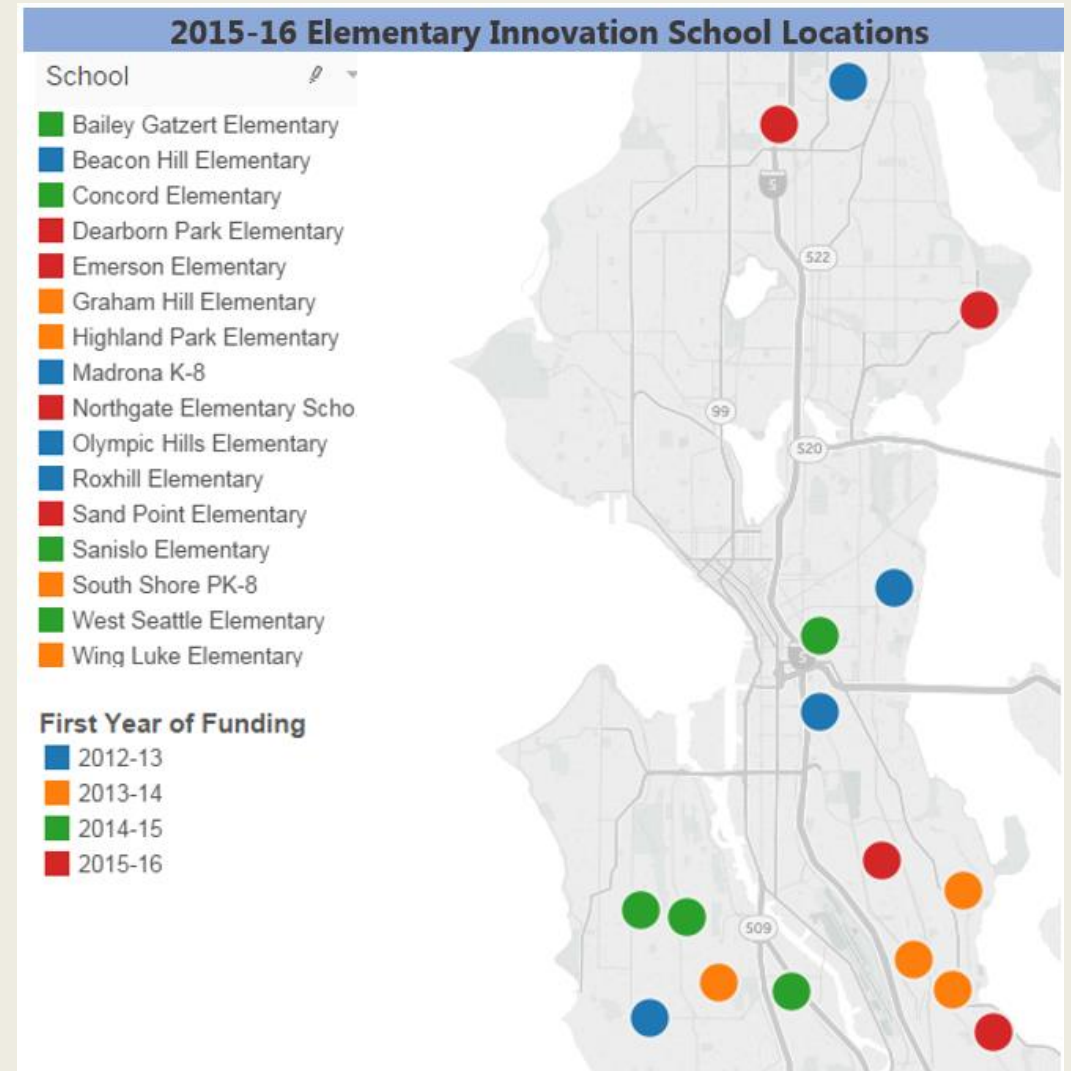 2015-16 Elementary Innovation School Locations
School
Bailey Gatzert Elementary
Beacon Hill Elementary
Concord Elementary
Dearborn Park Elementary
Emerson Elementary
Graham Hill Elementary
Highland Park Elementary
Madrona K-8
Northgate Elementary Scho
Olympic Hills Elementary
Roxhill Elementary
Sand Point Elementary
Sanislo Elementary
South Shore PK-8
West Seattle Elementary
Wing Luke Elementary
First Year of Funding
2012-13
2013-14
2014-15
2015-16
5
522
99
520
5
509